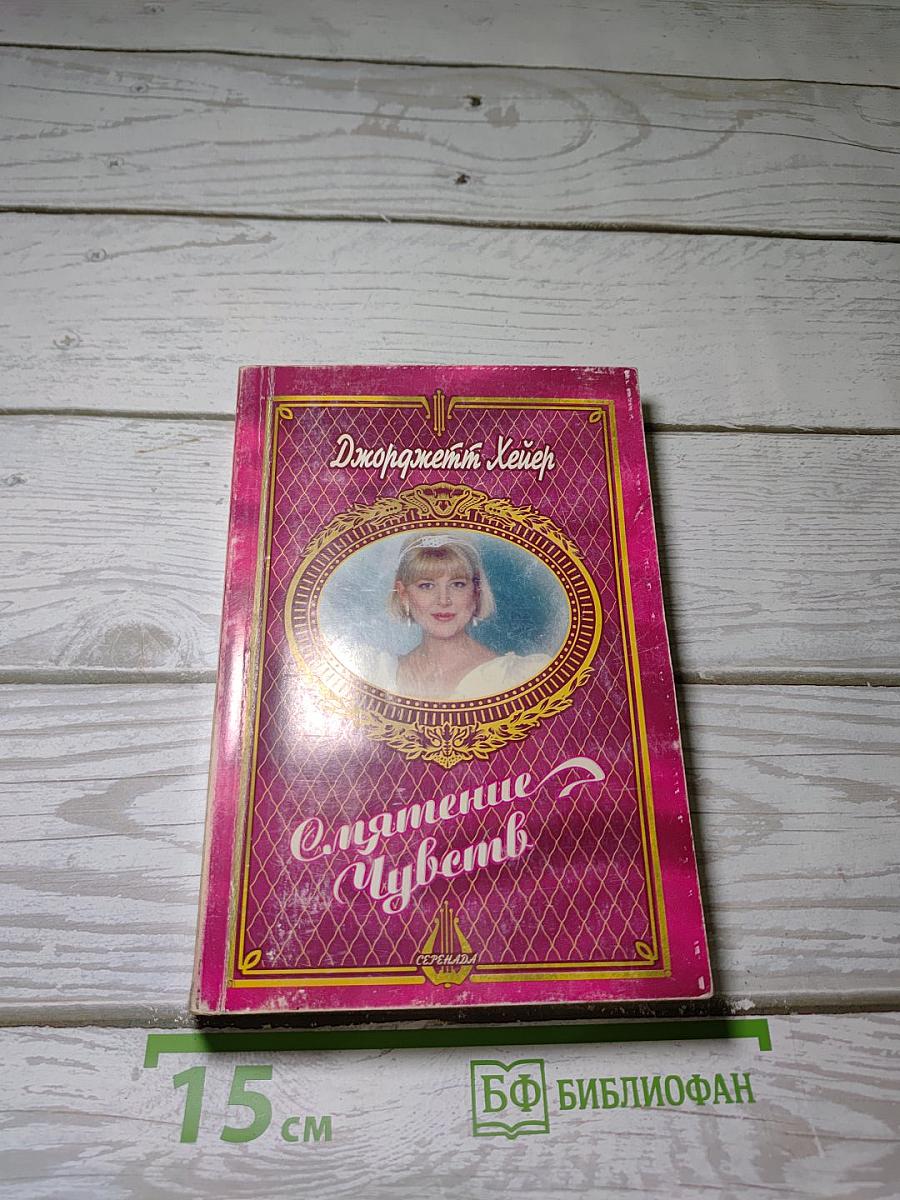 Джорджетт Хейер
Смятение
Чувств
СЕРЕНАДА
15 см
БФ БИБЛИОФАН